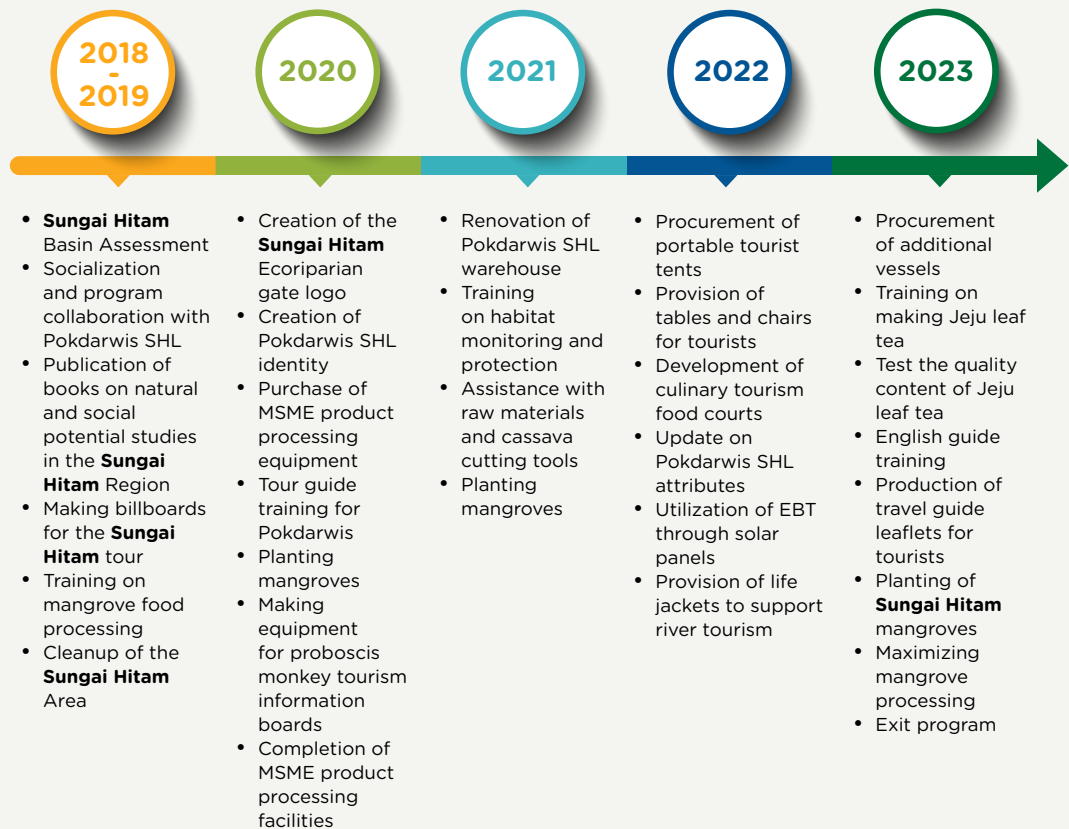 2018
-
2019
2020
2021
2022
2023
• Sungai Hitam
Basin Assessment
• Socialization
and program
collaboration with
Pokdarwis SHL
• Publication of
books on natural
and social
potential studies
in the Sungai
Hitam Region
• Making billboards
for the Sungai
Hitam tour
• Training on
mangrove food
processing
• Cleanup of the
Sungai Hitam
Area
• Creation of the
Sungai Hitam
Ecoriparian
gate logo
• Creation of
Pokdarwis SHL
identity
• Purchase of
MSME product
processing
equipment
• Tour guide
training for
Pokdarwis
• Planting
mangroves
• Making
equipment
for proboscis
monkey tourism
information
boards
• Completion of
MSME product
processing
facilities
• Renovation of
Pokdarwis SHL
warehouse
• Training
on habitat
monitoring and
protection
• Assistance with
raw materials
and cassava
cutting tools
• Planting
mangroves
• Procurement of
portable tourist
tents
• Provision of
tables and chairs
for tourists
• Development of
culinary tourism
food courts
• Update on
Pokdarwis SHL
attributes
• Utilization of EBT
through solar
panels
• Provision of life
jackets to support
river tourism
• Procurement
of additional
vessels
• Training on
making Jeju leaf
tea
• Test the quality
content of Jeju
leaf tea
• English guide
training
• Production of
travel guide
leaflets for
tourists
• Planting of
Sungai Hitam
mangroves
• Maximizing
mangrove
processing
• Exit program